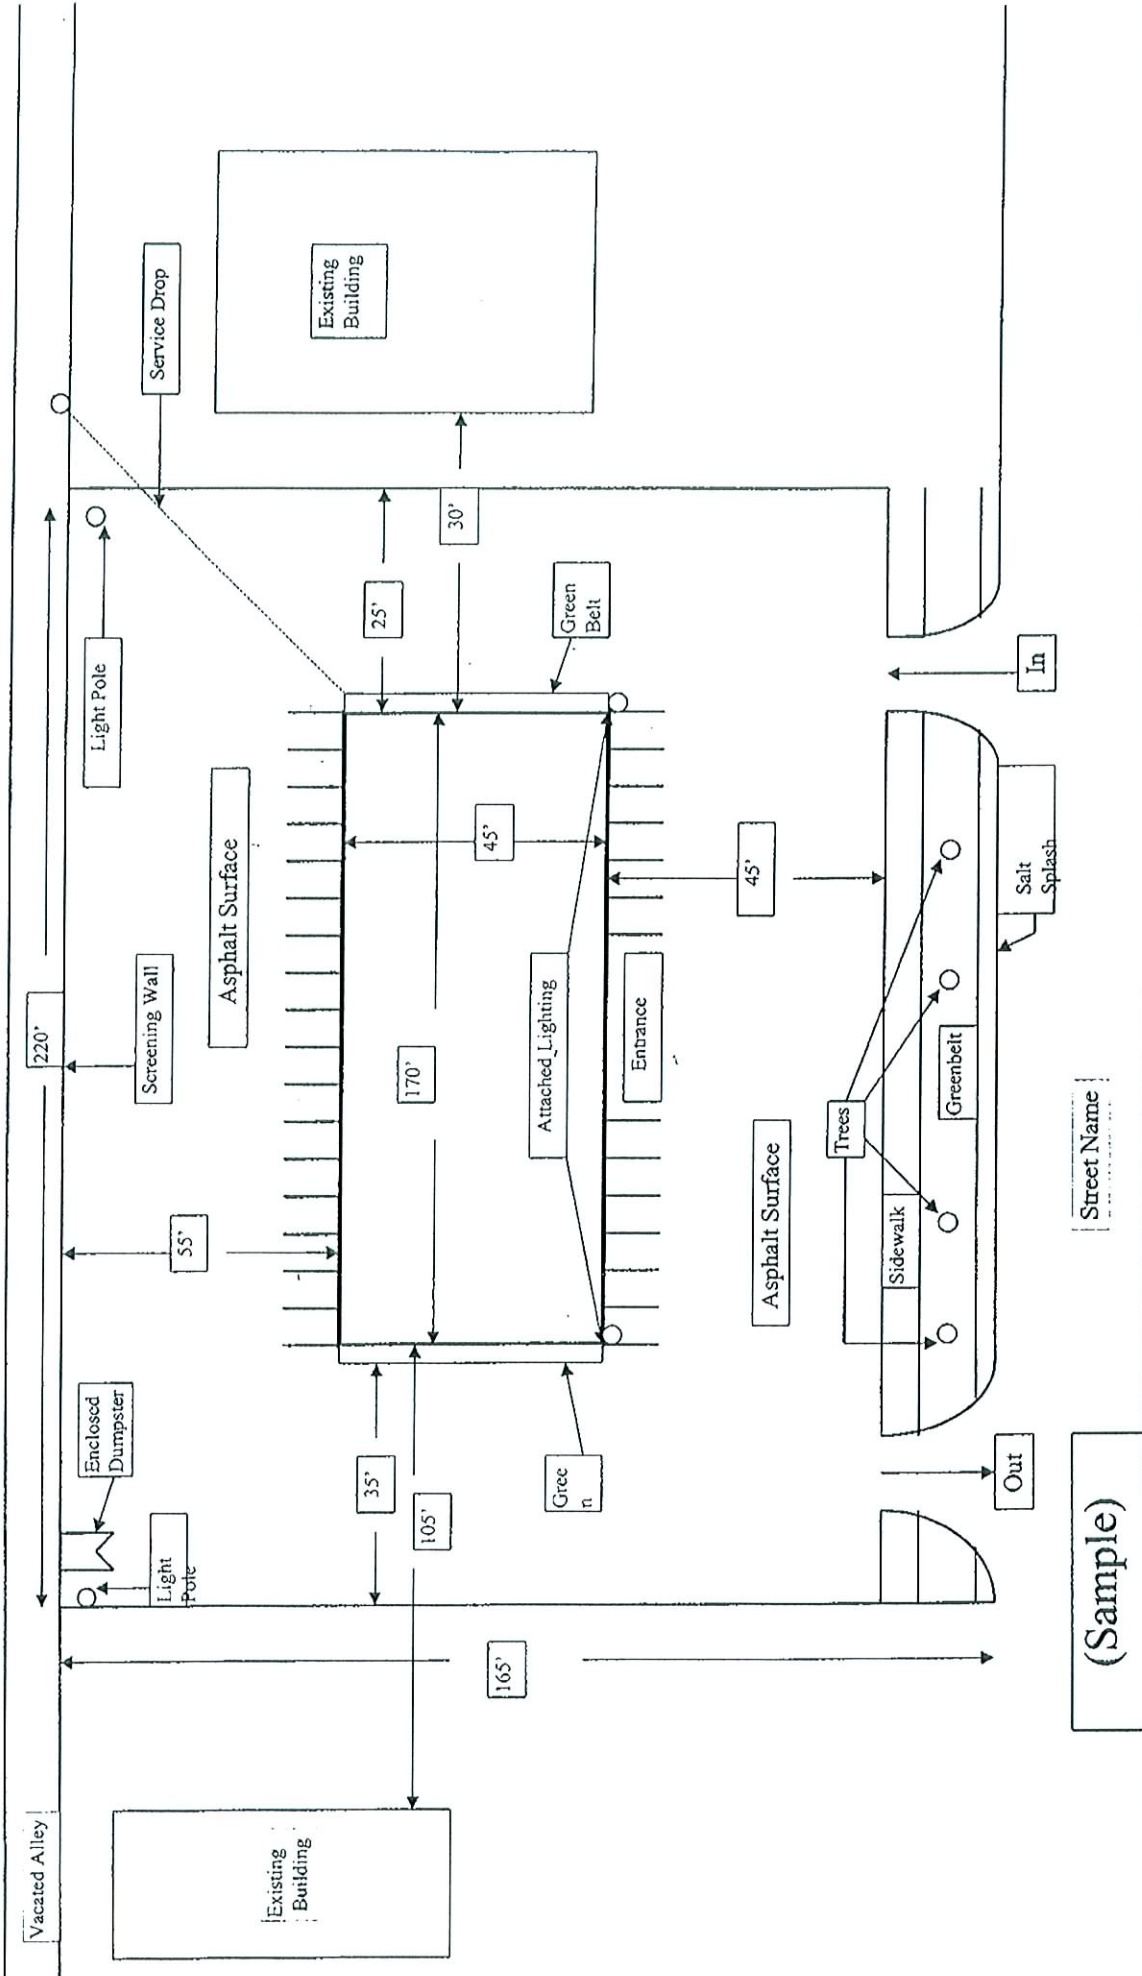 Vacated Alley
220'
Existing
Building
Enclosed
Dumpster
Light
Pole
55'
Screening Wall
Asphalt Surface
Light Pole
Service Drop
Existing
Building
165'
35'
105'
170'
45'
25'
30'
Gree
n
Attached Lighting
Green
Belt
Entrance
Asphalt Surface
45'
Trees
Sidewalk
Greenbelt
Out
In
Salt
Splash
Street Name
(Sample)